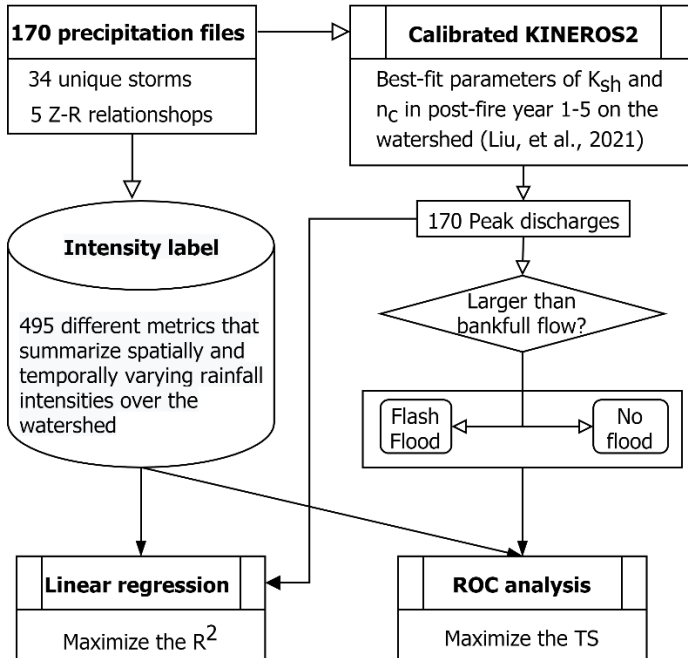 170 precipitation files
34 unique storms
5 Z-R relationshops
Calibrated KINEROS2
Best-fit parameters of Ksh and
nc in post-fire year 1-5 on the
watershed (Liu, et al., 2021)
170 Peak discharges
Intensity label
495 different metrics that
summarize spatially and
temporally varying rainfall
intensities over the
watershed
Larger than
bankfull flow?
Flash
Flood
No
flood
Linear regression
Maximize the R2
ROC analysis
Maximize the TS